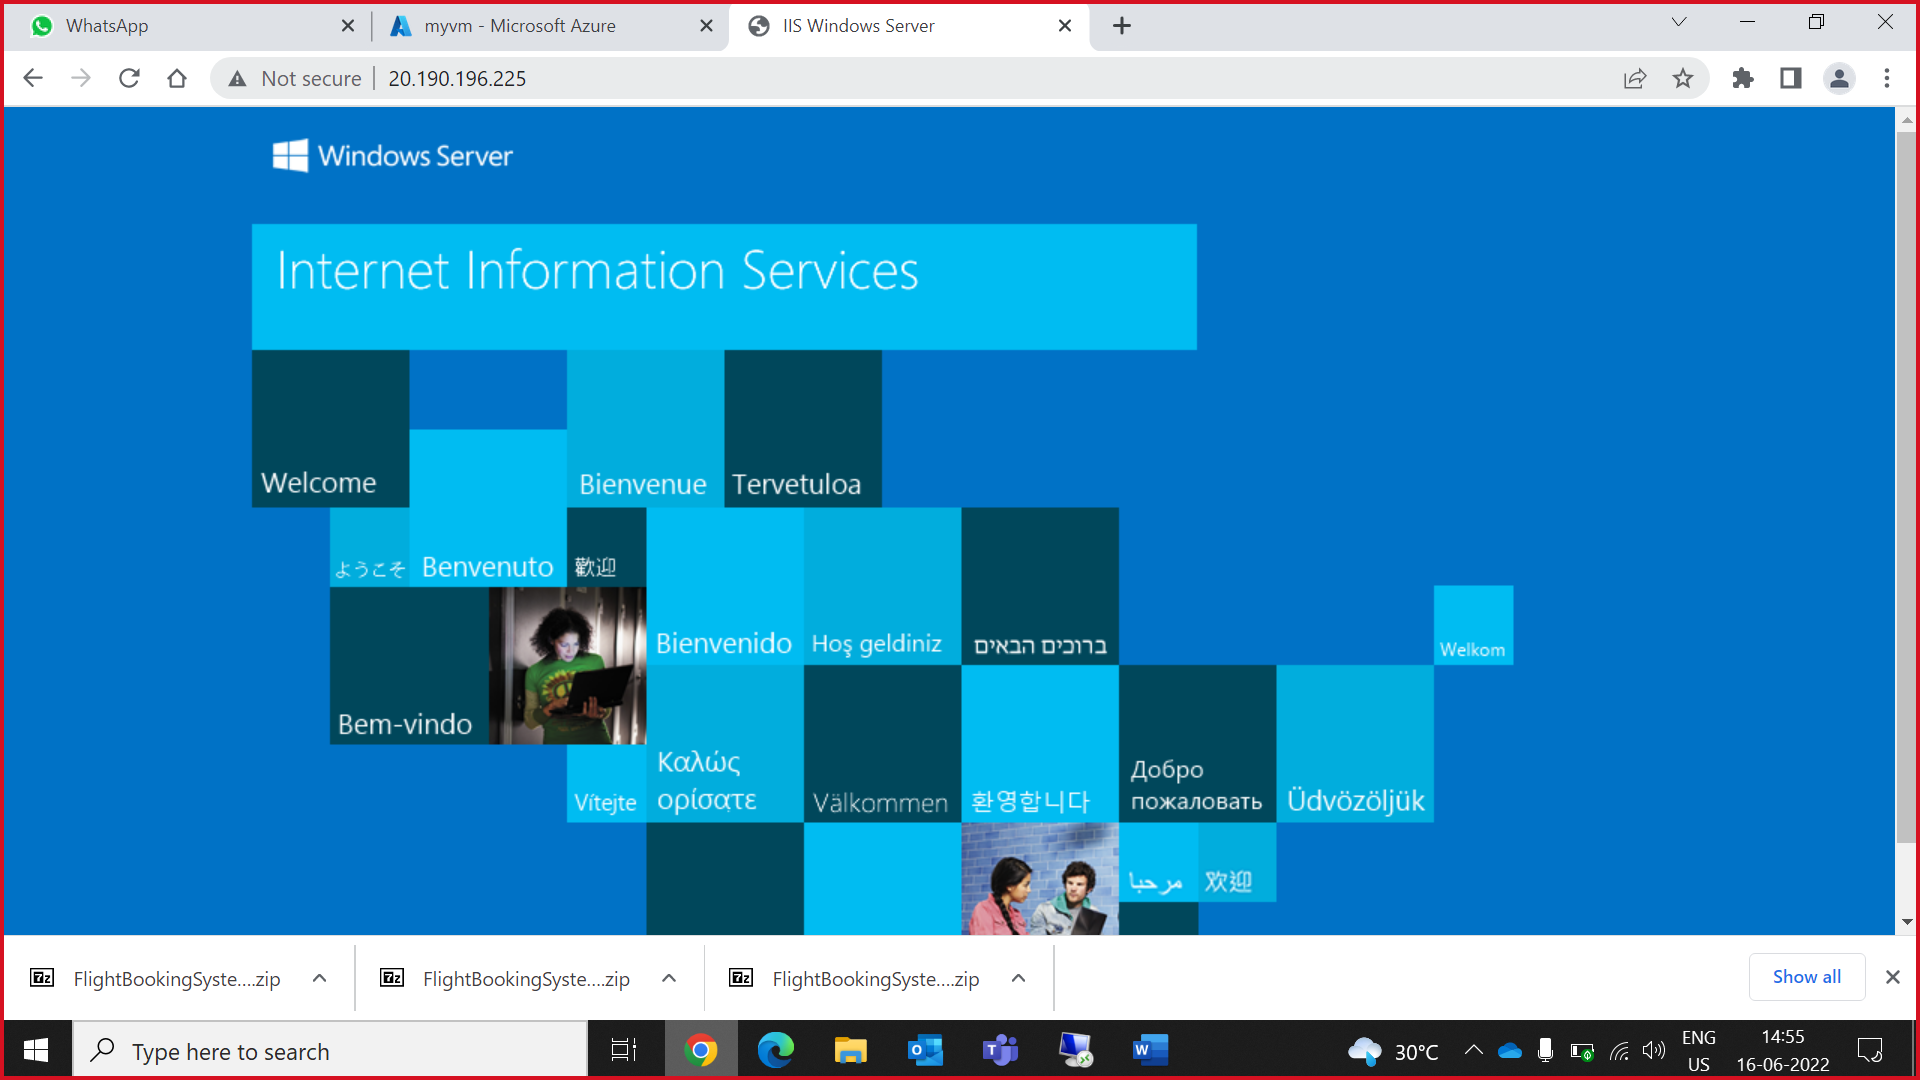 WhatsApp
myvm - Microsoft Azure
IIS Windows Server
Not secure
20.190.196.225
Windows Server
Internet Information Services
Welcome
Bienvenue
Tervetuloa
ようこそ
Benvenuto
歡迎
Bienvenido
Hoş geldiniz
ברוכים הבאים
Welkom
Bem-vindo
Vítejte
Καλώς
ορίσατε
Välkommen
환영합니다
Добро
пожаловать
Üdvözöljük
مرحبا
欢迎
FlightBookingSyste....zip
FlightBookingSyste....zip
FlightBookingSyste....zip
Show all
Type here to search
30°C
ENG
US
14:55
16-06-2022